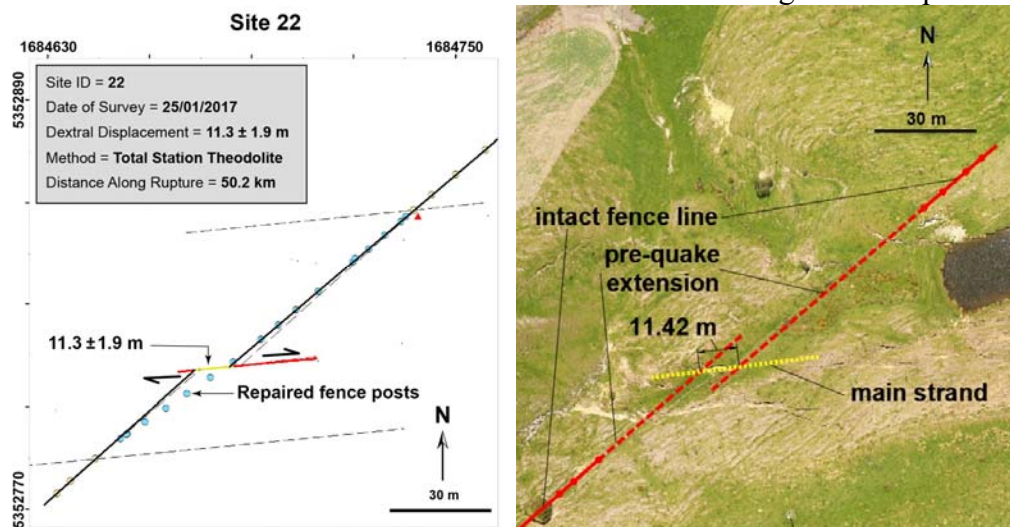 Site 22
1684630
1684750
5352890
Site ID = 22
Date of Survey = 25/01/2017
Dextral Displacement = 11.3 ± 1.9 m
Method = Total Station Theodolite
Distance Along Rupture = 50.2 km
11.3 ± 1.9 m
Repaired fence posts
N
5352770
30 m
N
30 m
intact fence line
pre-quake
extension
11.42 m
main strand